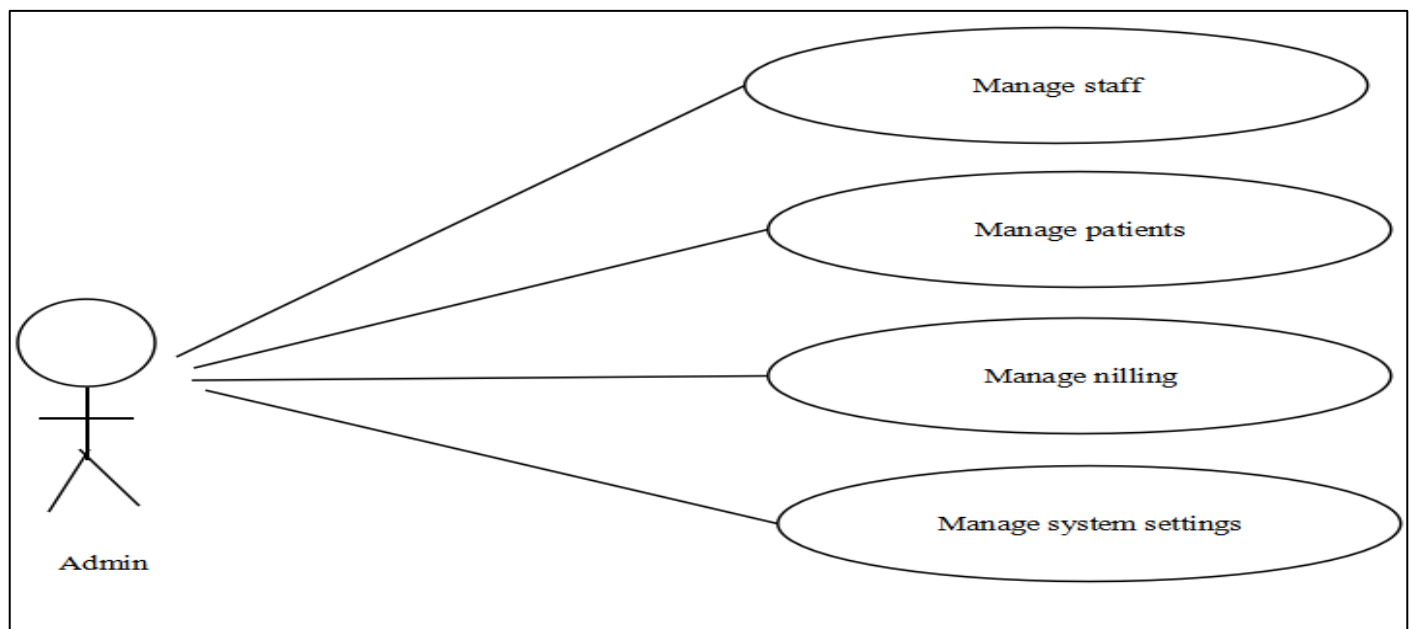 Manage staff
Manage patients
Manage nilling
Manage system settings
Admin